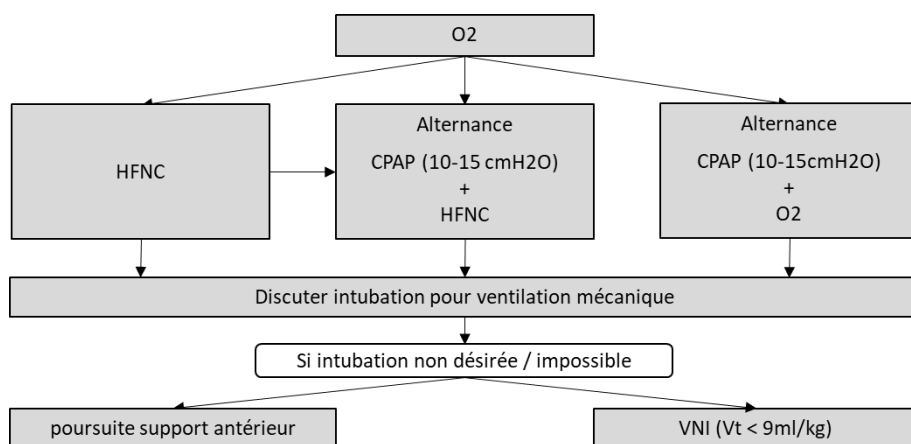 O2
HFNC
Alternance
CPAP (10-15 cmH2O)
+
HFNC
Alternance
CPAP (10-15cmH2O)
+
O2
Discuter intubation pour ventilation mécanique
Si intubation non désirée / impossible
poursuite support antérieur
VNI (Vt < 9ml/kg)